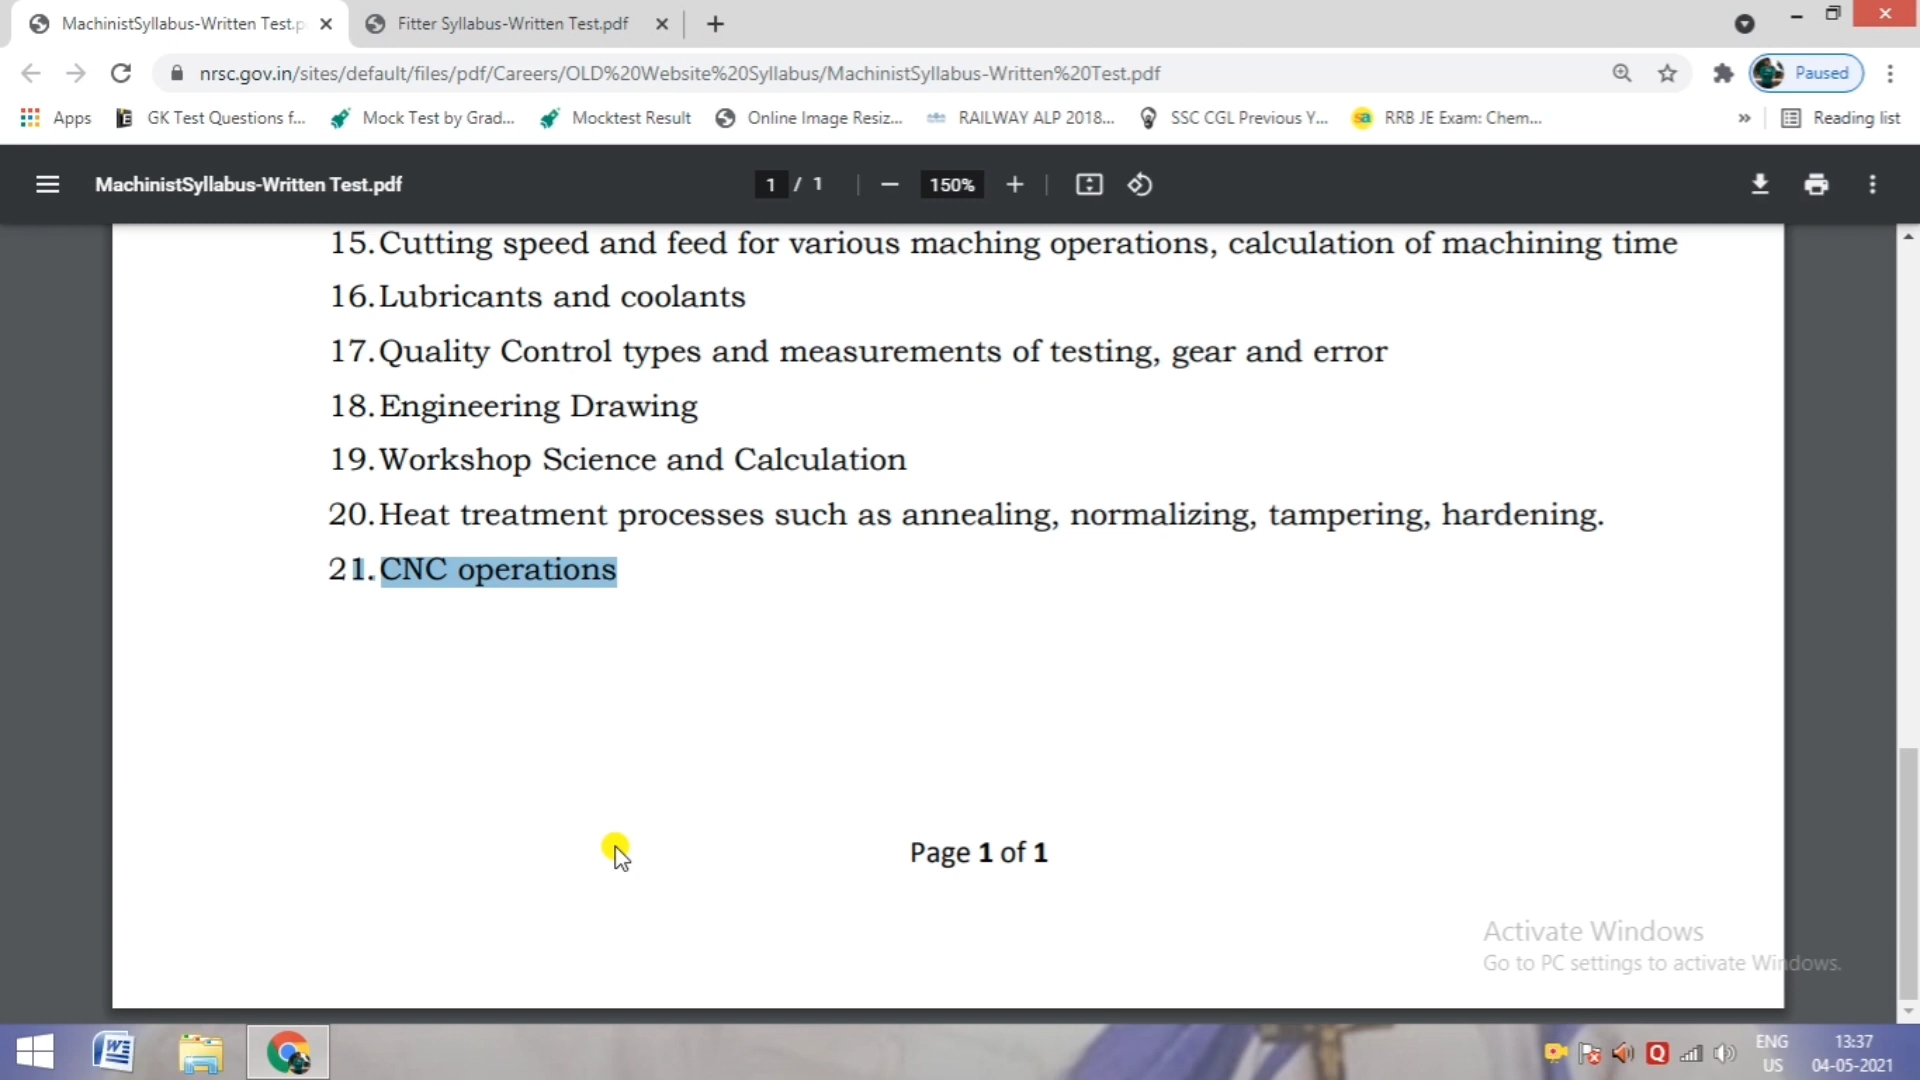 MachinistSyllabus-Written Test.p
Fitter Syllabus-Written Test.pdf
nrsc.gov.in/sites/default/files/pdf/Careers/OLD%20Website%20Syllabus/MachinistSyllabus-Written%20Test.pdf
Paused
Apps
GK Test Questions f...
Mock Test by Grad...
Mocktest Result
Online Image Resiz...
RAILWAY ALP 2018...
SSC CGL Previous Y...
sa
RRB JE Exam: Chem...
»
Reading list
MachinistSyllabus-Written Test.pdf
1 / 1
150%
15.Cutting speed and feed for various maching operations, calculation of machining time
16.Lubricants and coolants
17.Quality Control types and measurements of testing, gear and error
18.Engineering Drawing
19.Workshop Science and Calculation
20.Heat treatment processes such as annealing, normalizing, tampering, hardening.
21.CNC operations
Page 1 of 1
Activate Windows
Go to PC settings to activate Windows.
ENG
US
13:37
04-05-2021